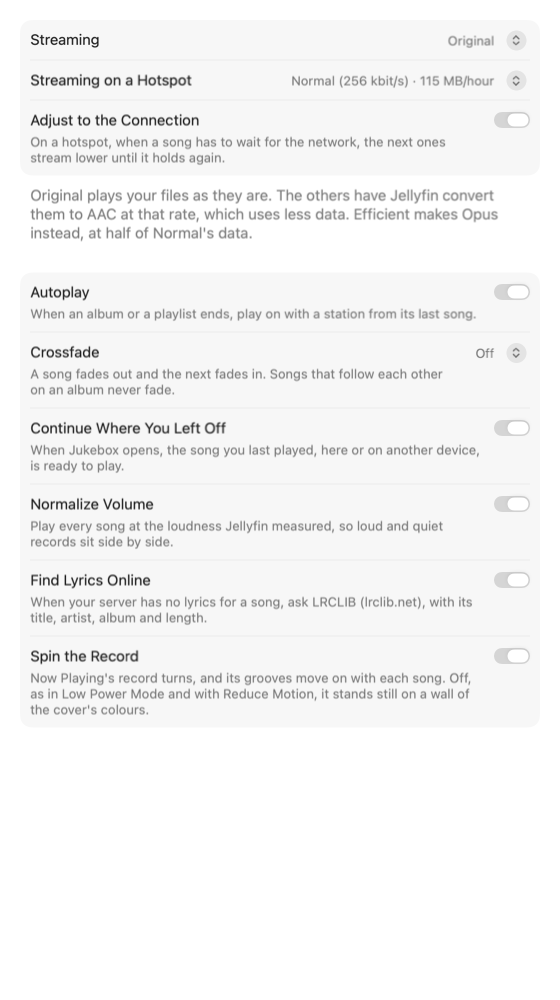 Streaming
Original
Streaming on a Hotspot
Normal (256 kbit/s) · 115 MB/hour
Adjust to the Connection
On a hotspot, when a song has to wait for the network, the next ones
stream lower until it holds again.
Original plays your files as they are. The others have Jellyfin convert
them to AAC at that rate, which uses less data. Efficient makes Opus
instead, at half of Normal's data.
Autoplay
When an album or a playlist ends, play on with a station from its last song.
Crossfade
Off
A song fades out and the next fades in. Songs that follow each other
on an album never fade.
Continue Where You Left Off
When Jukebox opens, the song you last played, here or on another device,
is ready to play.
Normalize Volume
Play every song at the loudness Jellyfin measured, so loud and quiet
records sit side by side.
Find Lyrics Online
When your server has no lyrics for a song, ask LRCLIB (lrclib.net), with its
title, artist, album and length.
Spin the Record
Now Playing's record turns, and its grooves move on with each song. Off,
as in Low Power Mode and with Reduce Motion, it stands still on a wall of
the cover's colours.